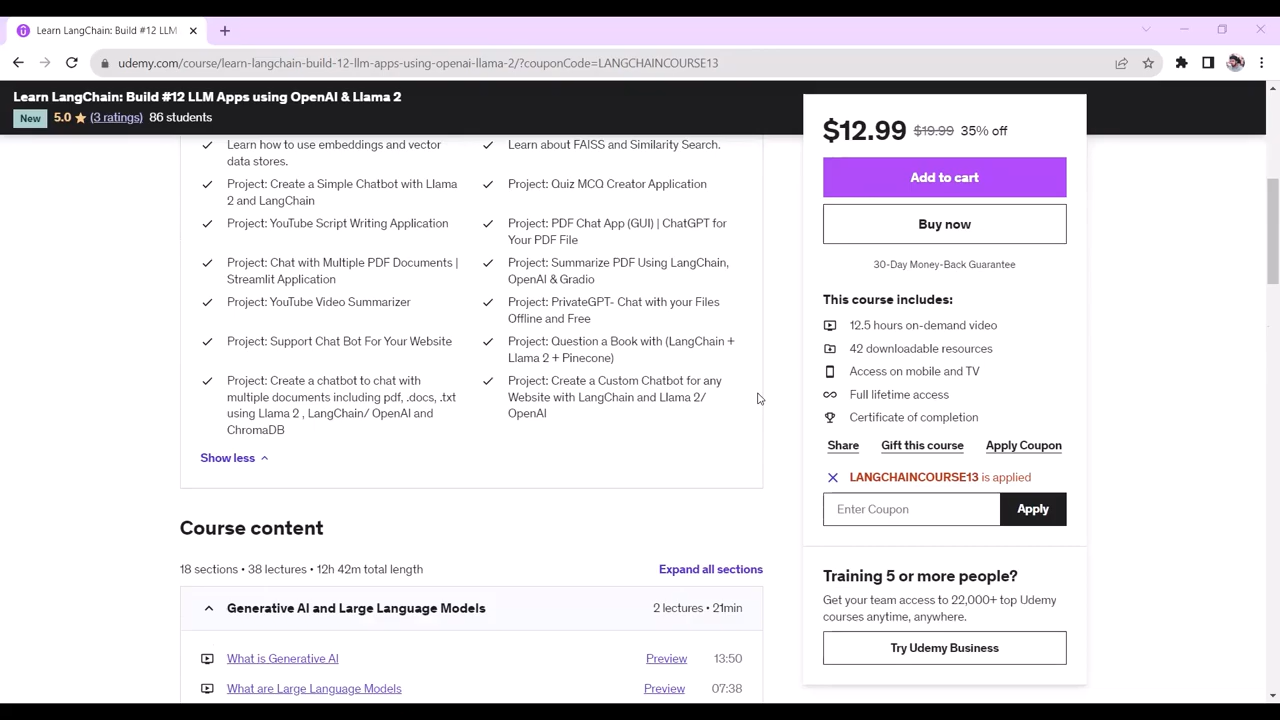 Learn LangChain: Build #12 LLM
udemy.com/course/learn-langchain-build-12-llm-apps-using-openai-llama-2/?couponCode=LANGCHAINCOURSE13
Learn LangChain: Build #12 LLM Apps using OpenAI & Llama 2
New 5.0 (3 ratings) 86 students
Learn how to use embeddings and vector
data stores.
Learn about FAISS and Similarity Search.
Project:Create a Simple Chatbot with Llama
2 and LangChain
Project: Quiz MCQ Creator Application
Project: YouTube Script Writing Application
Project: PDF Chat App (GUI) | ChatGPT for
Your PDF File
Project: Chat with Multiple PDF Documents |
Streamlit Application
Project: Summarize PDF Using LangChain,
OpenAI & Gradio
Project: YouTube Video Summarizer
Project: PrivateGPT- Chat with your Files
Offline and Free
Project: Support Chat Bot For Your Website
Project: Question a Book with (LangChain +
Llama 2 + Pinecone)
Project: Create a chatbot to chat with
multiple documents including pdf, .docs, .txt
using Llama 2 , LangChain/ OpenAI and
ChromaDB
Project: Create a Custom Chatbot for any
Website with LangChain and Llama 2/
OpenAI
Show less
Course content
18 sections • 38 lectures • 12h 42m total length
Expand all sections
Generative AI and Large Language Models
2 lectures • 21min
What is Generative AI
Preview 13:50
What are Large Language Models
Preview 07:38
$12.99 $19.99 35% off
Add to cart
Buy now
30-Day Money-Back Guarantee
This course includes:
12.5 hours on-demand video
42 downloadable resources
Access on mobile and TV
Full lifetime access
Certificate of completion
Share Gift this course Apply Coupon
LANGCHAINCOURSE13 is applied
Enter Coupon Apply
Training 5 or more people?
Get your team access to 22,000+ top Udemy
courses anytime, anywhere.
Try Udemy Business